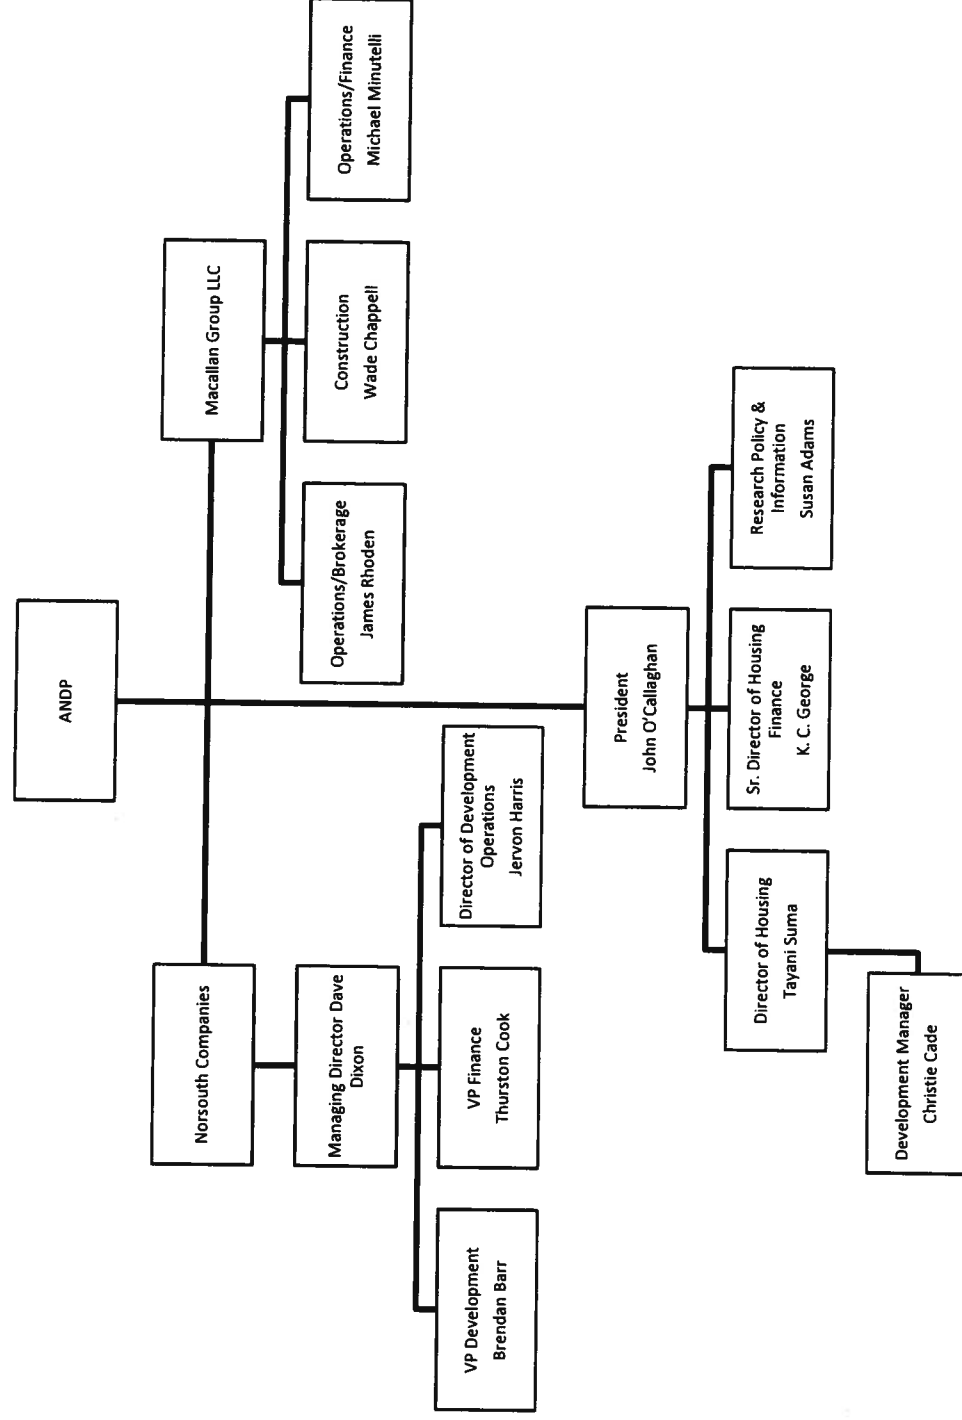 ANDP
Norsouth Companies
Macallan Group LLC
Managing Director Dave
Dixon
VP Development
Brendan Barr
VP Finance
Thurston Cook
Director of Development
Operations
Jervon Harris
Operations/Brokerage
James Rhoden
Construction
Wade Chappell
Operations/Finance
Michael Minutelli
President
John O'Callaghan
Director of Housing
Tayani Suma
Sr. Director of Housing
Finance
K. C. George
Research Policy &
Information
Susan Adams
Development Manager
Christie Cade